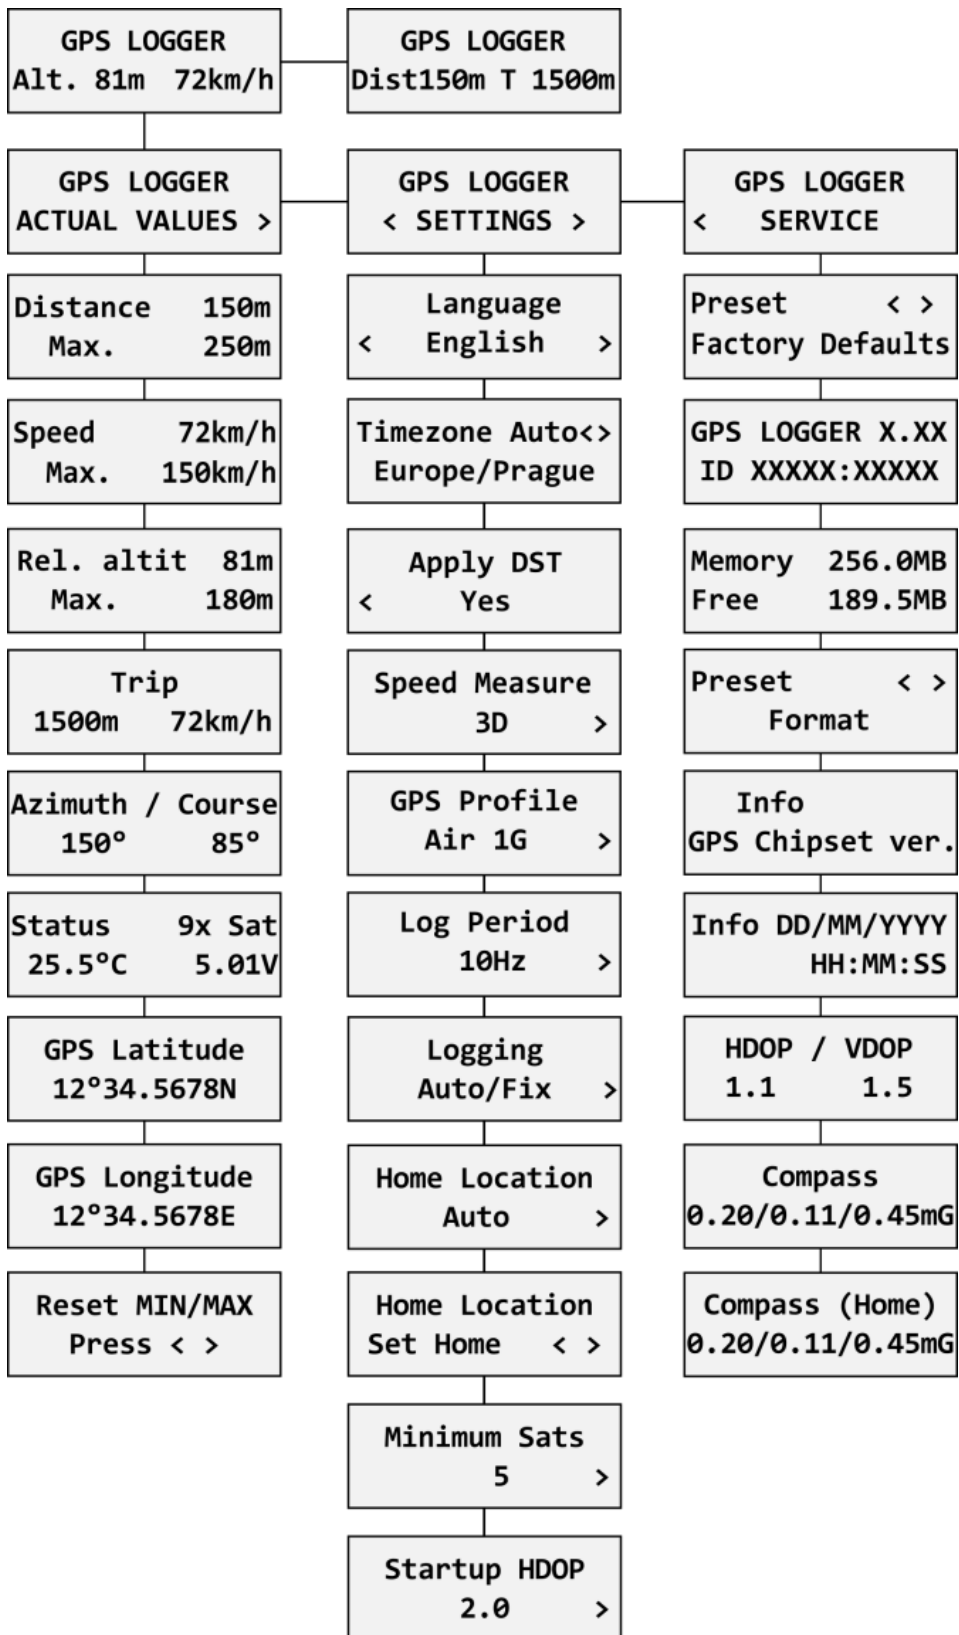 GPS LOGGER
Alt. 81m 72km/h
GPS LOGGER
Dist150m T 1500m
GPS LOGGER
ACTUAL VALUES >
Distance 150m
Max. 250m
Speed 72km/h
Max. 150km/h
Rel. altit 81m
Max. 180m
Trip
1500m 72km/h
Azimuth / Course
150° 85°
Status 9x Sat
25.5°C 5.01V
GPS Latitude
12°34.5678N
GPS Longitude
12°34.5678E
Reset MIN/MAX
Press < >
GPS LOGGER
< SETTINGS >
Language
< English >
Timezone Auto<>
Europe/Prague
Apply DST
< Yes
Speed Measure
3D >
GPS Profile
Air 1G >
Log Period
10Hz >
Logging
Auto/Fix >
Home Location
Auto >
Home Location
Set Home < >
Minimum Sats
5 >
Startup HDOP
2.0 >
GPS LOGGER
< SERVICE
Preset < >
Factory Defaults
GPS LOGGER X.XX
ID XXXXX:XXXXX
Memory 256.0MB
Free 189.5MB
Preset < >
Format
Info
GPS Chipset ver.
Info DD/MM/YYYY
HH:MM:SS
HDOP / VDOP
1.1 1.5
Compass
0.20/0.11/0.45mG
Compass (Home)
0.20/0.11/0.45mG